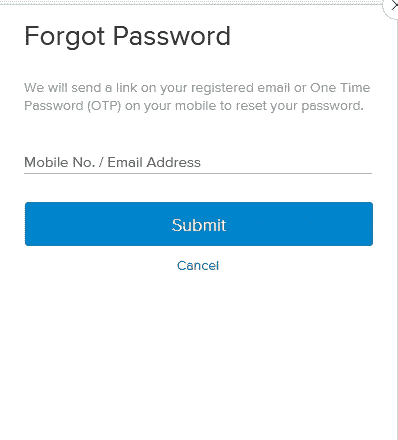 Forgot Password
We will send a link on your registered email or One Time
Password (OTP) on your mobile to reset your password.
Mobile No. / Email Address
Submit
Cancel